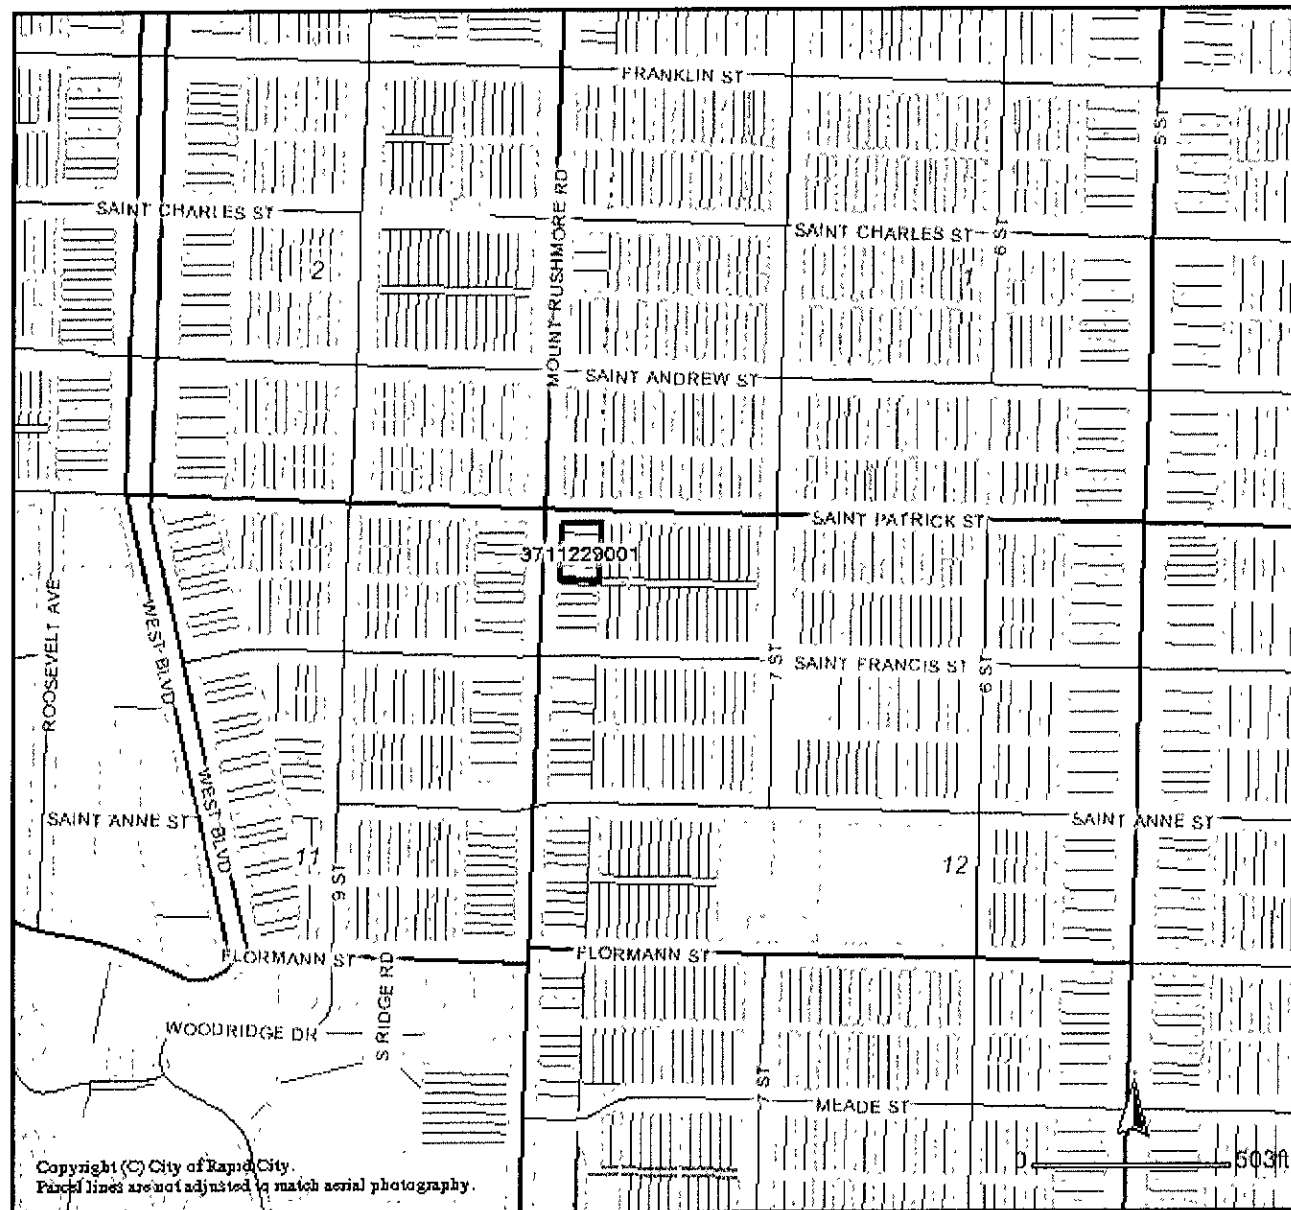 FRANKLIN ST
5 ST
MOUNT RUSHMORE RD
SAINT CHARLES ST
SAINT CHARLES ST
6 ST
2
1
SAINT ANDREW ST
SAINT PATRICK ST
3711229001
ROOSEVELT AVE
WEST BLVD
7 ST
SAINT FRANCIS ST
6 ST
WEST BLVD
SAINT ANNE ST
SAINT ANNE ST
11
12
9 ST
FLORMANN ST
FLORMANN ST
S RIDGE RD
WOODRIDGE DR
7 ST
MEADE ST
0
503ft
Copyright (C) City of Rapid City.
Parcel lines are not adjusted to match aerial photography.